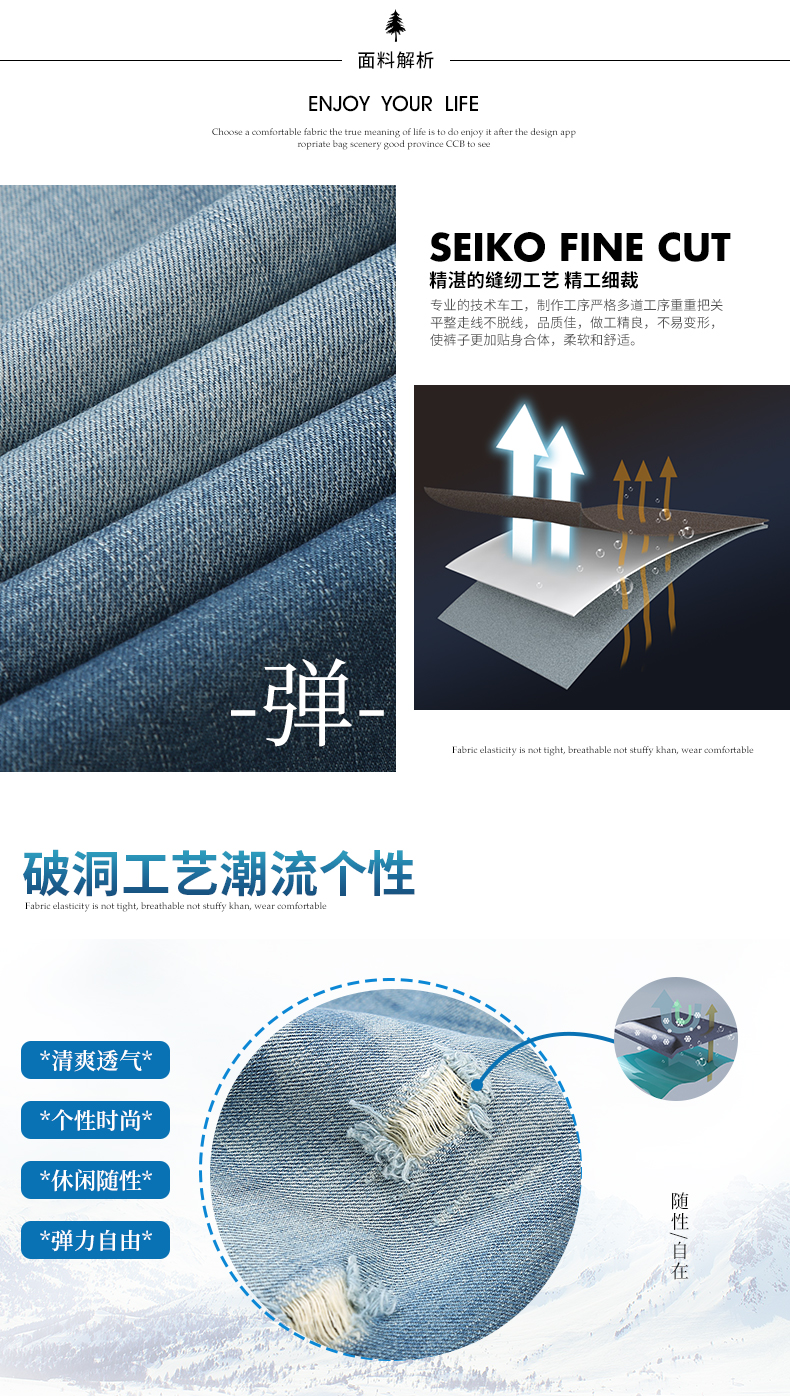 面料解析
ENJOY YOUR LIFE
Choose a comfortable fabric the true meaning of life is to do enjoy it after the design app
ropriate bag scenery good province CCB to see
SEIKO FINE CUT
精湛的缝纫工艺 精工细裁
专业的技术车工，制作工序严格多道工序重重把关
平整走线不脱线，品质佳，做工精良，不易变形，
使裤子更加贴身合体，柔软和舒适。
-弹-
Fabric elasticity is not tight, breathable not stuffy khan, wear comfortable
破洞工艺潮流个性
Fabric elasticity is not tight, breathable not stuffy khan, wear comfortable
*清爽透气*
*个性时尚*
*休闲随性*
*弹力自由*
随性/自在